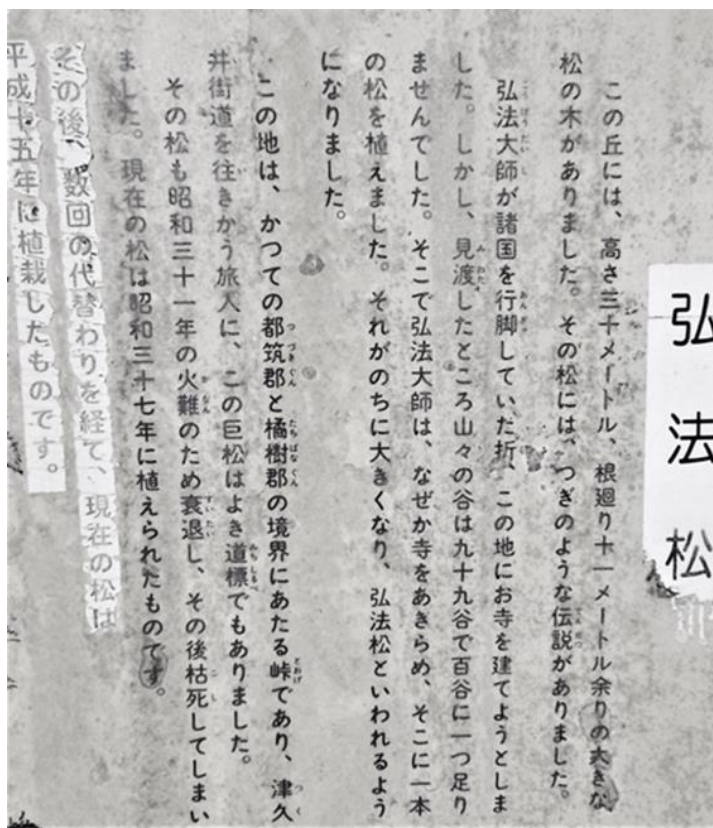 弘法松
この丘には、高さ三十メートル、根廻り十一メートル余りの大きな
松の木がありました。その松には、つぎのような伝説がありました。
弘法大師が諸国を行脚していた折、この地にお寺を建てようとしま
した。しかし、見渡したところ山々の谷は九十九谷で百谷に一つ足り
ませんでした。そこで弘法大師は、なぜか寺をあきらめ、そこに一本
の松を植えました。それがのちに大きくなり、弘法松といわれるよう
になりました。
この地は、かつての都筑郡と橘樹郡の境界にあたる峠であり、津久
井街道を往きかう旅人に、この巨松はよき道標でもありました。
その松も昭和三十一年の火難のため衰退し、その後枯死してしまい
ました。現在の松は昭和三十七年に植えられたものです。
その後、数回の代替わりを経て、現在の松は
平成十五年に植栽したものです。